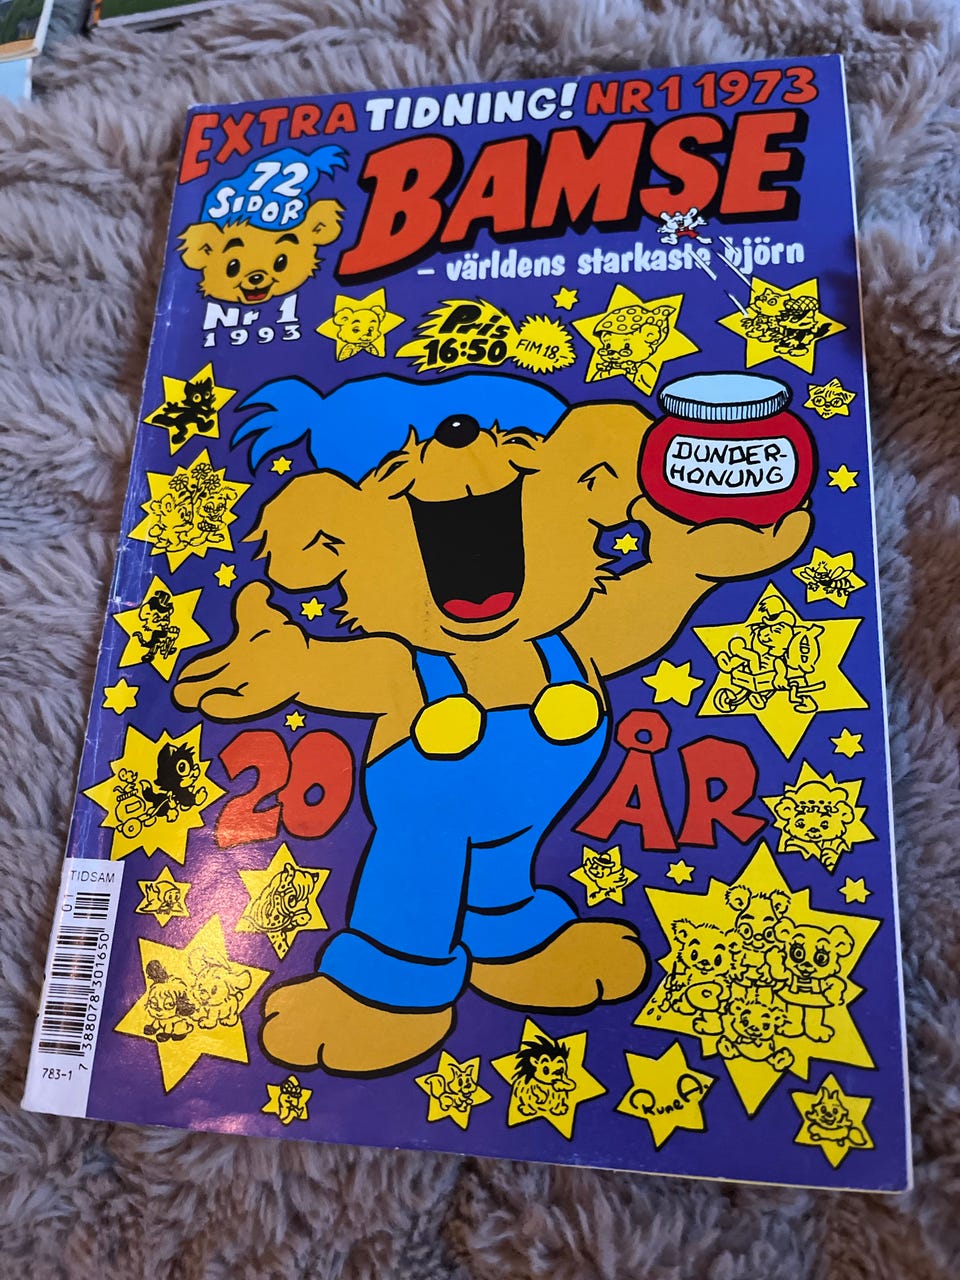 EXTRA TIDNING! NR 1 1973
72
SIDOR
BAMSE
– världens starkaste björn
Nr 1
1993
Pris
16:50
FIM 18,-
DUNDER-
HONUNG
20 ÅR
TIDSAM
01
7 388078 301650
783-1
Rune A.